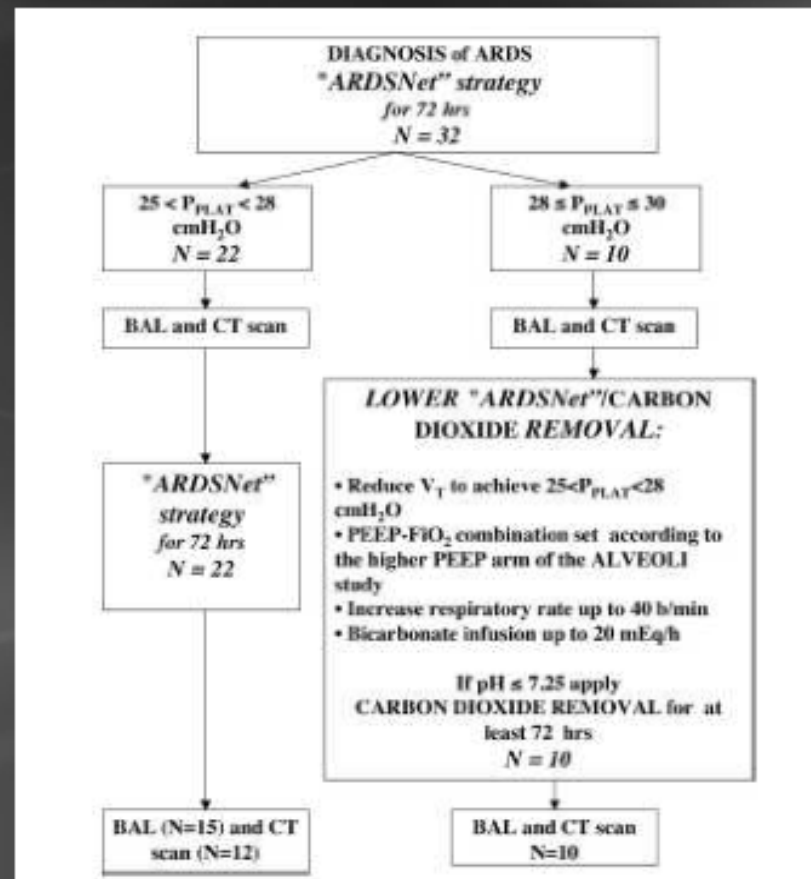 DIAGNOSIS of ARDS
"ARDSNet" strategy
for 72 hrs
N = 32
25 < P_PLAT < 28
cmH₂O
N = 22
28 ≤ P_PLAT ≤ 30
cmH₂O
N = 10
BAL and CT scan
BAL and CT scan
"ARDSNet"
strategy
for 72 hrs
N = 22
LOWER "ARDSNet"/CARBON
DIOXIDE REMOVAL:
• Reduce V_T to achieve 25<P_PLAT<28
cmH₂O
• PEEP-FiO₂ combination set according to
the higher PEEP arm of the ALVEOLI
study
• Increase respiratory rate up to 40 b/min
• Bicarbonate infusion up to 20 mEq/h
If pH ≤ 7.25 apply
CARBON DIOXIDE REMOVAL for at
least 72 hrs
N = 10
BAL (N=15) and CT
scan (N=12)
BAL and CT scan
N=10